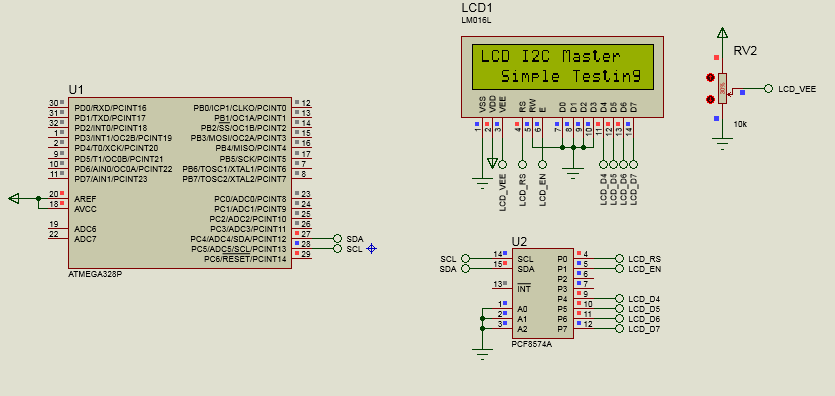 LCD1
LM016L
LCD I2C Master
Simple Testing
VSS
VDD
VEE
RS
RW
E
D0
D1
D2
D3
D4
D5
D6
D7
1
2
3
4
5
6
7
8
9
10
11
12
13
14
LCD_VEE
LCD_RS
LCD_EN
LCD_D4
LCD_D5
LCD_D6
LCD_D7
RV2
LCD_VEE
10k
U1
30 PD0/RXD/PCINT16 PB0/ICP1/CLKO/PCINT0 12
31 PD1/TXD/PCINT17 PB1/OC1A/PCINT1 13
32 PD2/INT0/PCINT18 PB2/SS/OC1B/PCINT2 14
1 PD3/INT1/OC2B/PCINT19 PB3/MOSI/OC2A/PCINT3 15
2 PD4/T0/XCK/PCINT20 PB4/MISO/PCINT4 16
9 PD5/T1/OC0B/PCINT21 PB5/SCK/PCINT5 17
10 PD6/AIN0/OC0A/PCINT22 PB6/TOSC1/XTAL1/PCINT6 7
11 PD7/AIN1/PCINT23 PB7/TOSC2/XTAL2/PCINT7 8
20 AREF PC0/ADC0/PCINT8 23
18 AVCC PC1/ADC1/PCINT9 24
PC2/ADC2/PCINT10 25
19 ADC6 PC3/ADC3/PCINT11 26
22 ADC7 PC4/ADC4/SDA/PCINT12 27 SDA
PC5/ADC5/SCL/PCINT13 28 SCL
PC6/RESET/PCINT14 29
ATMEGA328P
U2
SCL 14 SCL P0 4 LCD_RS
SDA 15 SDA P1 5 LCD_EN
P2 6
13 INT P3 7
P4 9 LCD_D4
1 A0 P5 10 LCD_D5
2 A1 P6 11 LCD_D6
3 A2 P7 12 LCD_D7
PCF8574A